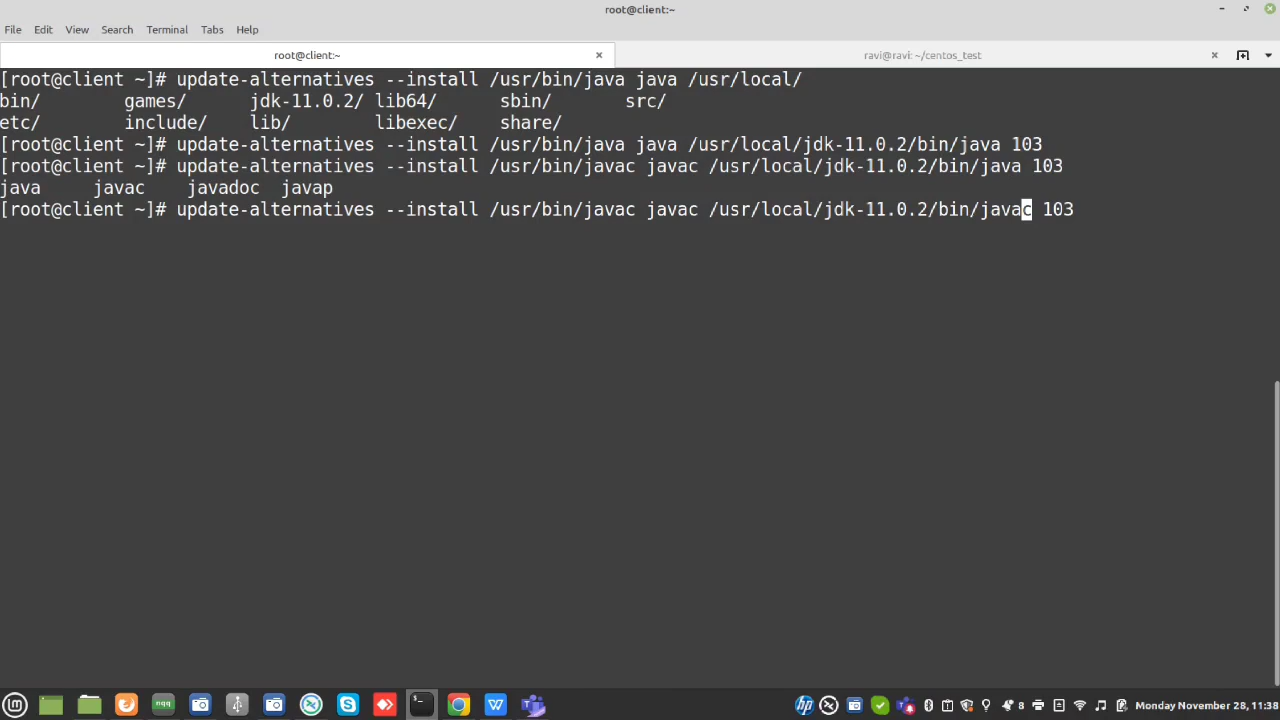 root@client:~
File Edit View Search Terminal Tabs Help
root@client:~ × ravi@ravi: ~/centos_test ×
[root@client ~]# update-alternatives --install /usr/bin/java java /usr/local/
bin/ games/ jdk-11.0.2/ lib64/ sbin/ src/
etc/ include/ lib/ libexec/ share/
[root@client ~]# update-alternatives --install /usr/bin/java java /usr/local/jdk-11.0.2/bin/java 103
[root@client ~]# update-alternatives --install /usr/bin/javac javac /usr/local/jdk-11.0.2/bin/java 103
java javac javadoc javap
[root@client ~]# update-alternatives --install /usr/bin/javac javac /usr/local/jdk-11.0.2/bin/javac 103
nqq
8 Monday November 28, 11:38